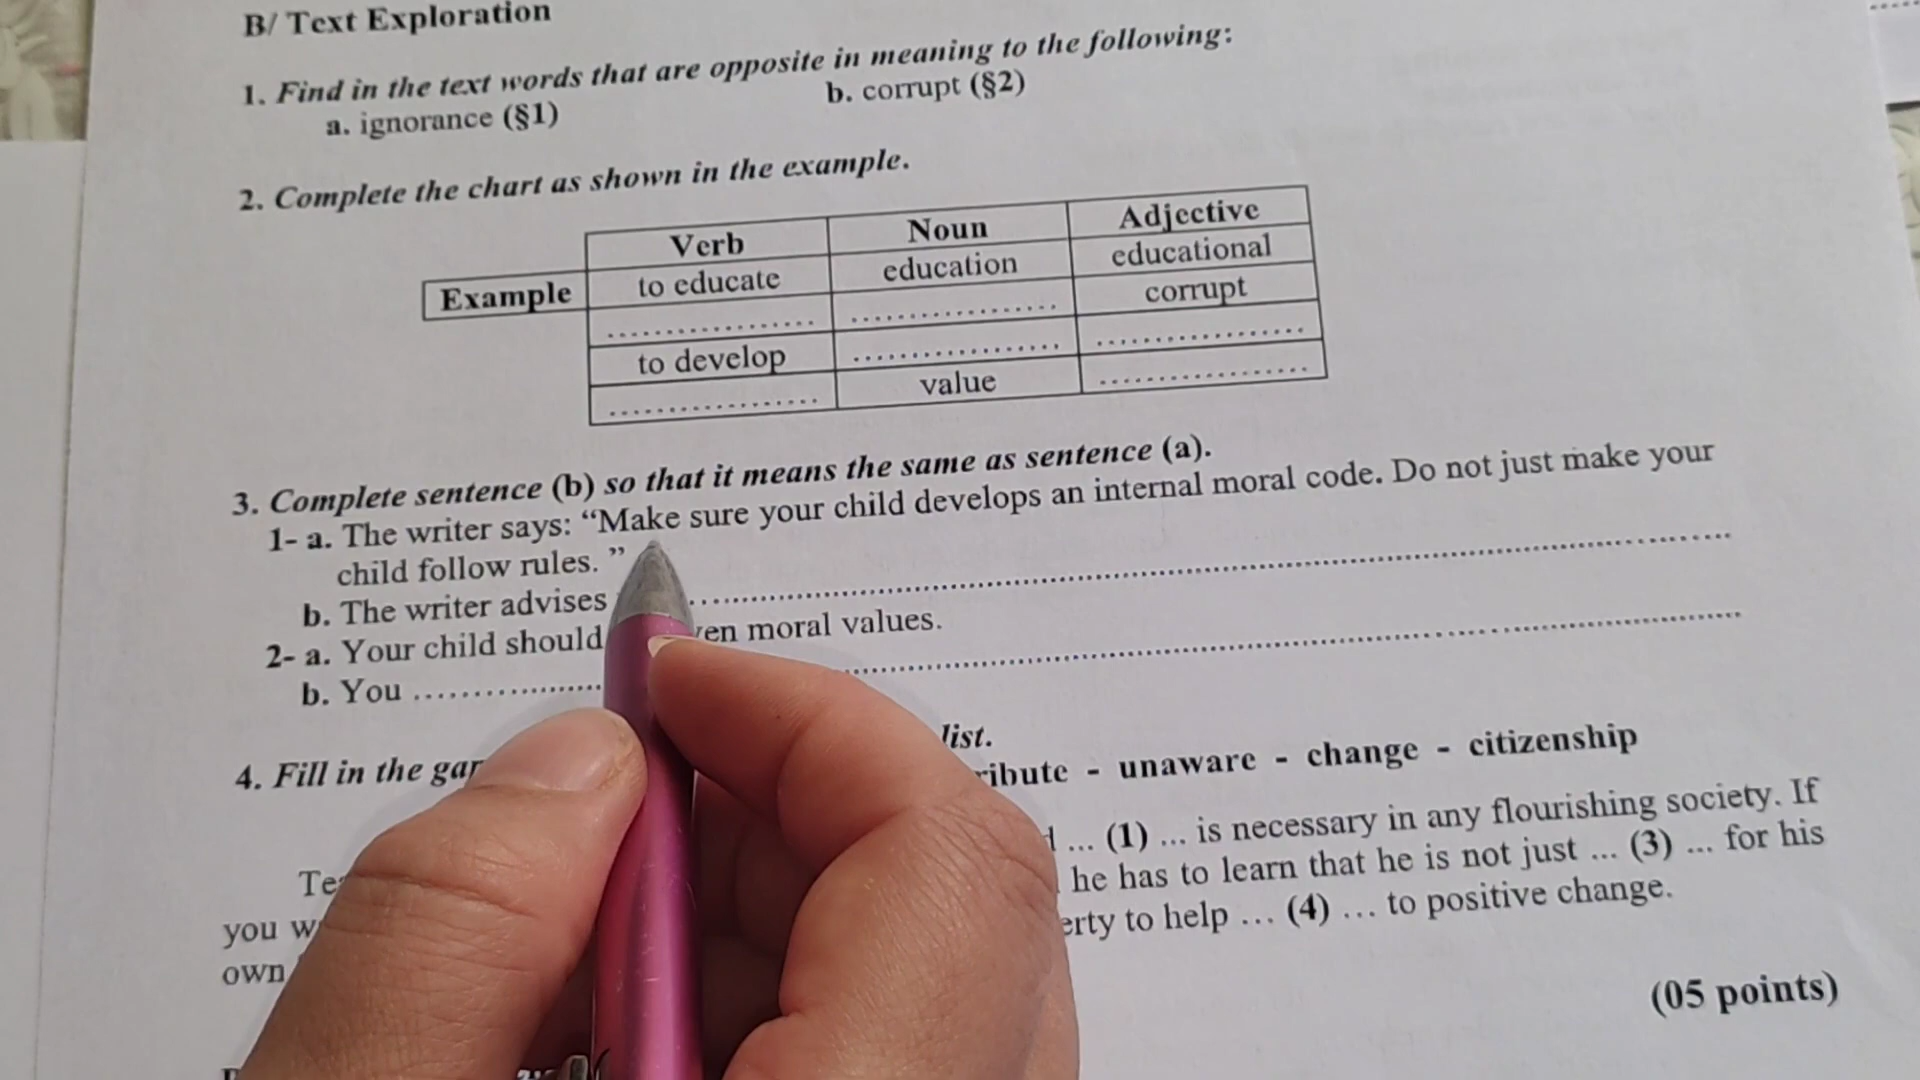 B/ Text Exploration
1. Find in the text words that are opposite in meaning to the following:
a. ignorance (§1) b. corrupt (§2)
2. Complete the chart as shown in the example.
Verb Noun Adjective
Example to educate education educational
.................. .................. corrupt
to develop .................. ..................
.................. value ..................
3. Complete sentence (b) so that it means the same as sentence (a).
1- a. The writer says: “Make sure your child develops an internal moral code. Do not just make your
child follow rules. ”
b. The writer advises ..................
2- a. Your child should moral values.
b. You ..................
4. Fill in the list.
unaware - change - citizenship
... (1) ... is necessary in any flourishing society. If
you he has to learn that he is not just ... (3) ... for his
own to help ... (4) ... to positive change.
(05 points)